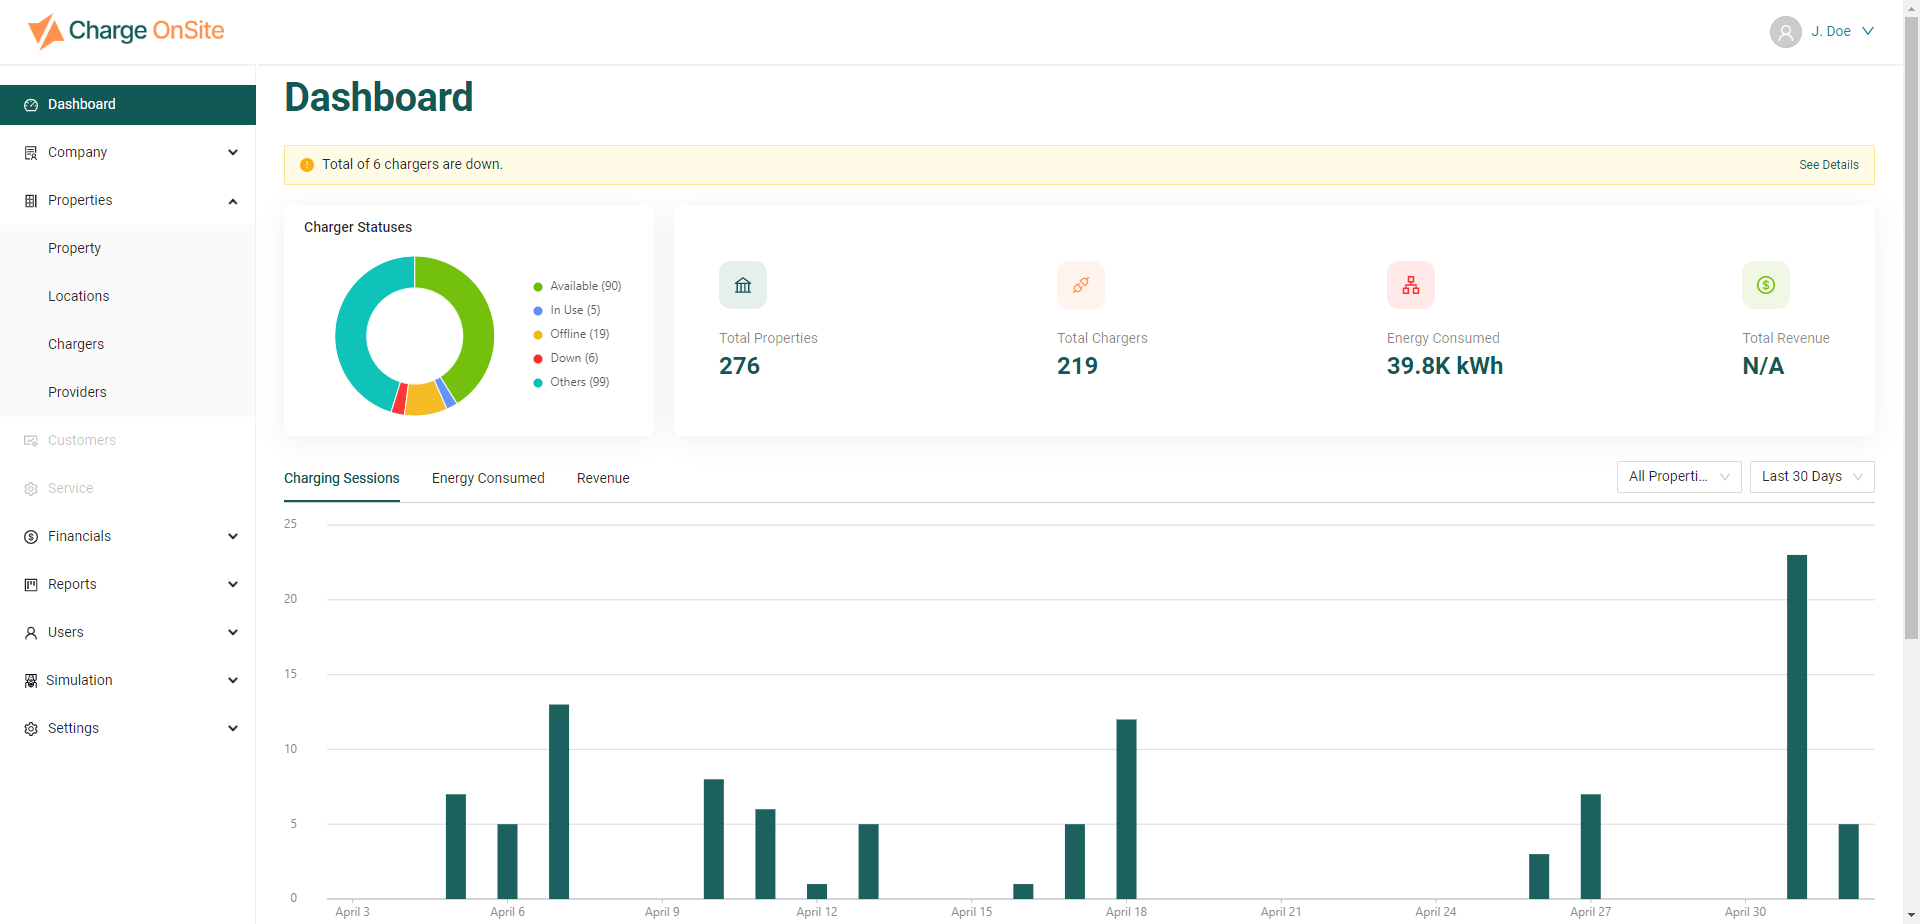 Charge OnSite
J. Doe
Dashboard
Company
Properties
Property
Locations
Chargers
Providers
Customers
Service
Financials
Reports
Users
Simulation
Settings
Dashboard
Total of 6 chargers are down.
See Details
Charger Statuses
Available (90)
In Use (5)
Offline (19)
Down (6)
Others (99)
Total Properties
276
Total Chargers
219
Energy Consumed
39.8K kWh
Total Revenue
N/A
Charging Sessions
Energy Consumed
Revenue
All Properti...
Last 30 Days
25
20
15
10
5
0
April 3
April 6
April 9
April 12
April 15
April 18
April 21
April 24
April 27
April 30